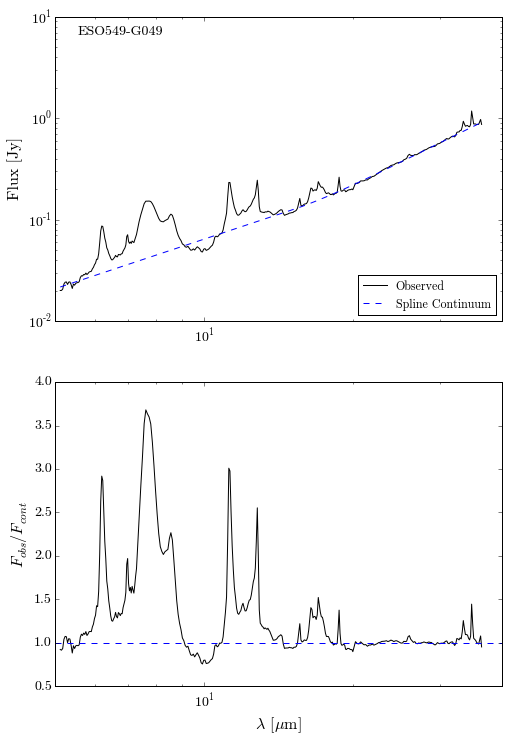 10^1
ESO549-G049
10^0
Flux [Jy]
10^-1
10^-2
Observed
Spline Continuum
10^1
4.0
3.5
3.0
2.5
2.0
1.5
1.0
0.5
F_obs/F_cont
10^1
λ [μm]